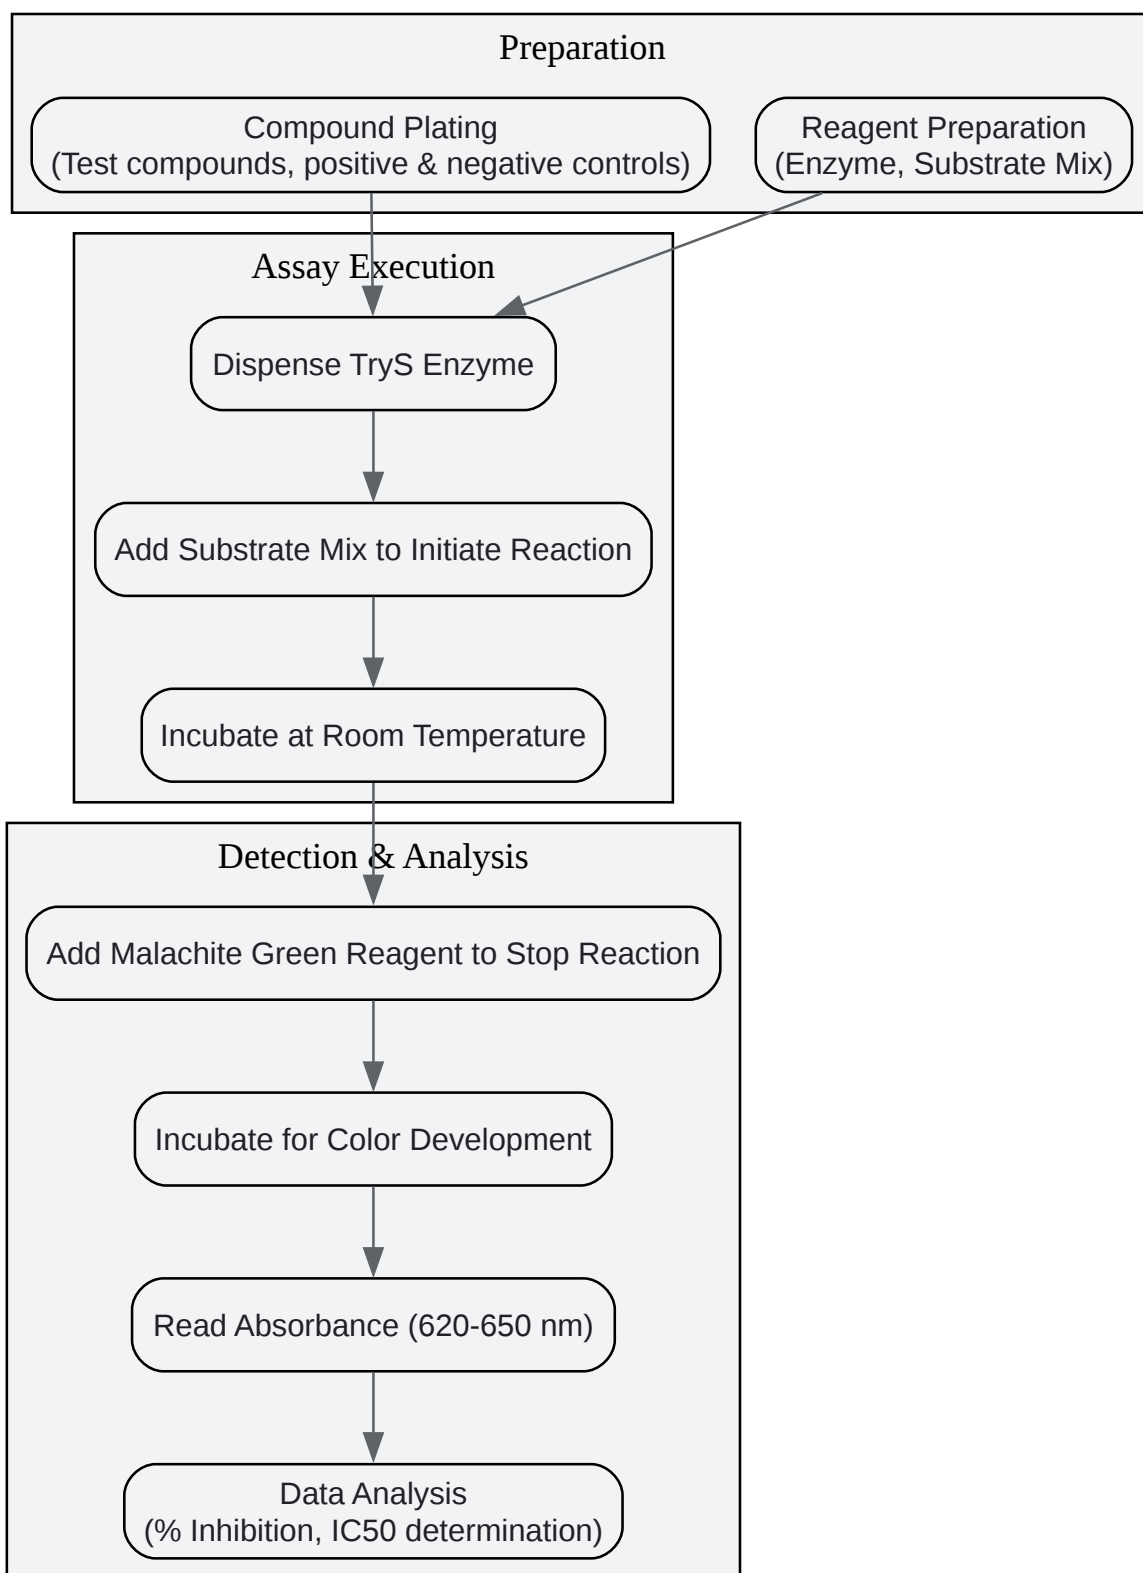 Preparation
Compound Plating
(Test compounds, positive & negative controls)
Reagent Preparation
(Enzyme, Substrate Mix)
Assay Execution
Dispense TryS Enzyme
Add Substrate Mix to Initiate Reaction
Incubate at Room Temperature
Detection & Analysis
Add Malachite Green Reagent to Stop Reaction
Incubate for Color Development
Read Absorbance (620-650 nm)
Data Analysis
(% Inhibition, IC50 determination)